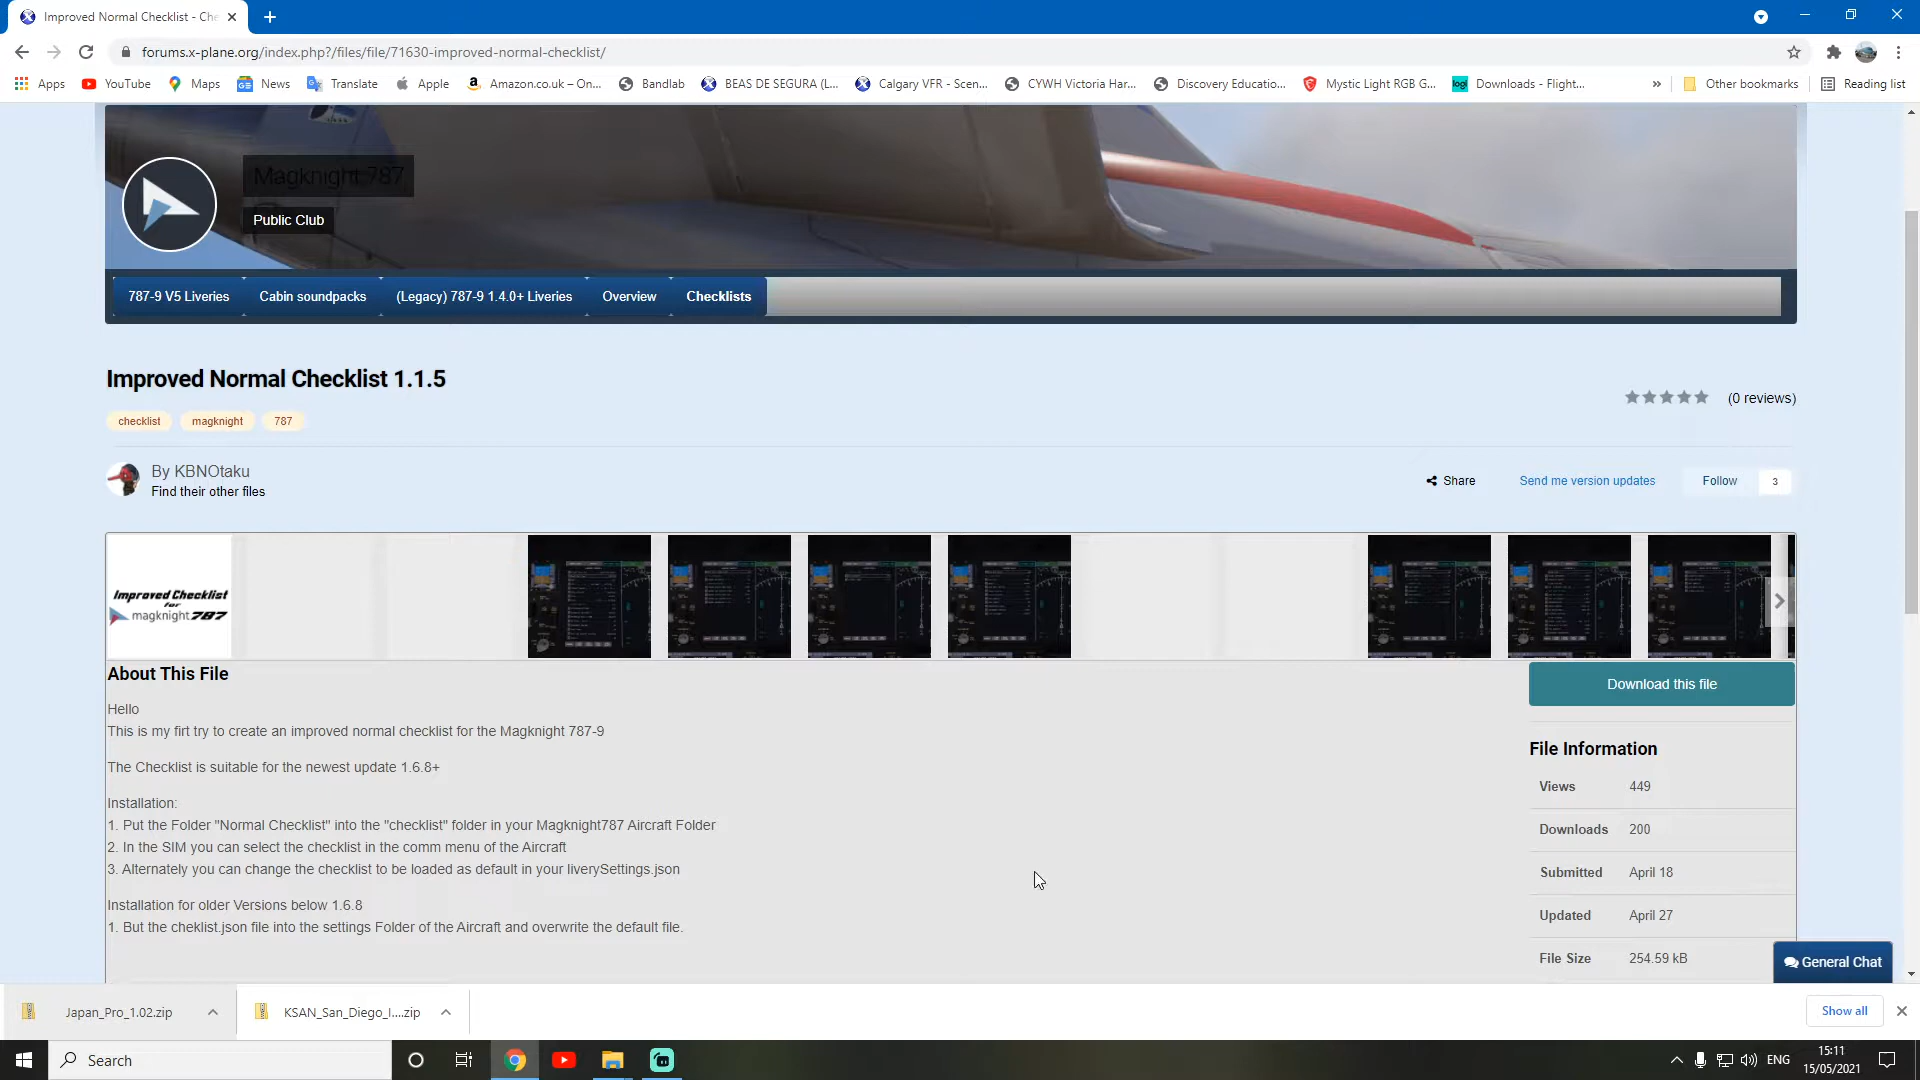 Improved Normal Checklist - Che
forums.x-plane.org/index.php?/files/file/71630-improved-normal-checklist/
Apps YouTube Maps News Translate Apple Amazon.co.uk – On... Bandlab BEAS DE SEGURA (L... Calgary VFR - Scen... CYWH Victoria Har... Discovery Educatio... Mystic Light RGB G... logi Downloads - Flight... » Other bookmarks Reading list
Magknight 787
Public Club
787-9 V5 Liveries Cabin soundpacks (Legacy) 787-9 1.4.0+ Liveries Overview Checklists
Improved Normal Checklist 1.1.5
(0 reviews)
checklist magknight 787
By KBNOtaku
Find their other files
Share Send me version updates Follow 3
Improved Checklist
for
magknight 787
About This File
Download this file
Hello
This is my firt try to create an improved normal checklist for the Magknight 787-9
The Checklist is suitable for the newest update 1.6.8+
Installation:
1. Put the Folder "Normal Checklist" into the "checklist" folder in your Magknight787 Aircraft Folder
2. In the SIM you can select the checklist in the comm menu of the Aircraft
3. Alternately you can change the checklist to be loaded as default in your liverySettings.json
Installation for older Versions below 1.6.8
1. But the cheklist.json file into the settings Folder of the Aircraft and overwrite the default file.
File Information
Views 449
Downloads 200
Submitted April 18
Updated April 27
File Size 254.59 kB
General Chat
Japan_Pro_1.02.zip KSAN_San_Diego_I....zip Show all
Search
ENG
15:11
15/05/2021